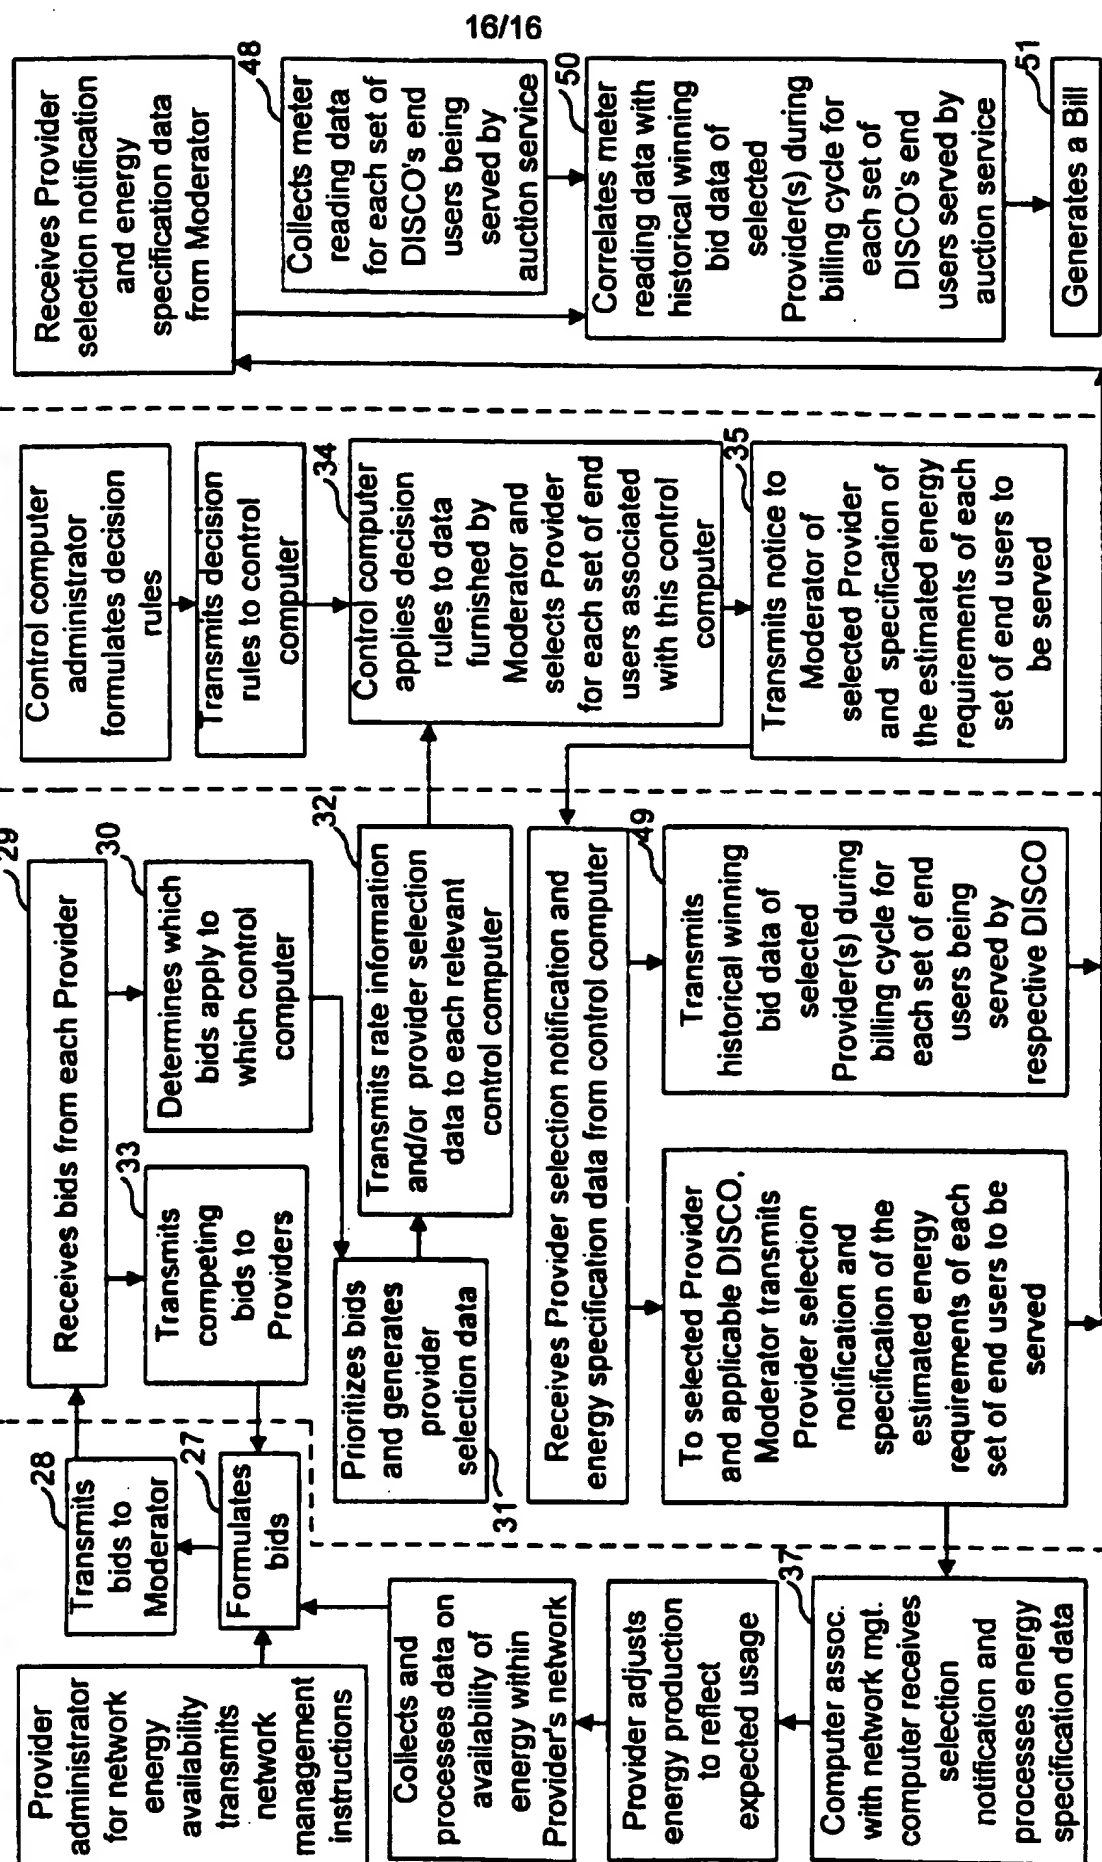 16/16
Provider
administrator
for network
energy
availability
transmits
network
management
instructions
28
Transmits
bids to
Moderator
27
Formulates
bids
Collects and
processes data on
availability of
energy within
Provider's network
Provider adjusts
energy production
to reflect
expected usage
37
Computer assoc.
with network mgt.
computer receives
selection
notification and
processes energy
specification data
29
Receives bids from each Provider
33
Transmits
competing
bids to
Providers
30
Determines which
bids apply to
which control
computer
Prioritizes bids
and generates
provider
selection data
31
32
Transmits rate information
and/or provider selection
data to each relevant
control computer
Receives Provider selection notification and
energy specification data from control computer
To selected Provider
and applicable DISCO.
Moderator transmits
Provider selection
notification and
specification of the
estimated energy
requirements of each
set of end users to be
served
49
Transmits
historical winning
bid data of
selected
Provider(s) during
billing cycle for
each set of end
users being
served by
respective DISCO
Control computer
administrator
formulates decision
rules
Transmits decision
rules to control
computer
34
Control computer
applies decision
rules to data
furnished by
Moderator and
selects Provider
for each set of end
users associated
with this control
computer
35
Transmits notice to
Moderator of
selected Provider
and specification of
the estimated energy
requirements of each
set of end users to
be served
Receives Provider
selection notification
and energy
specification data
from Moderator
48
Collects meter
reading data
for each set of
DISCO's end
users being
served by
auction service
50
Correlates meter
reading data with
historical winning
bid data of
selected
Provider(s) during
billing cycle for
each set of
DISCO's end
users served by
auction service
51
Generates a Bill